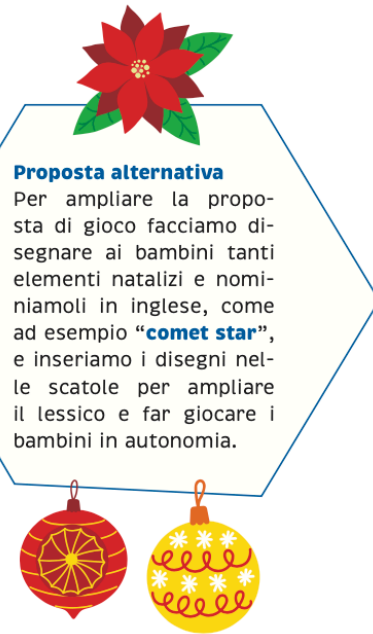 Proposta alternativa
Per ampliare la propo-
sta di gioco facciamo di-
segnare ai bambini tanti
elementi natalizi e nomi-
niamoli in inglese, come
ad esempio “comet star”,
e inseriamo i disegni nel-
le scatole per ampliare
il lessico e far giocare i
bambini in autonomia.